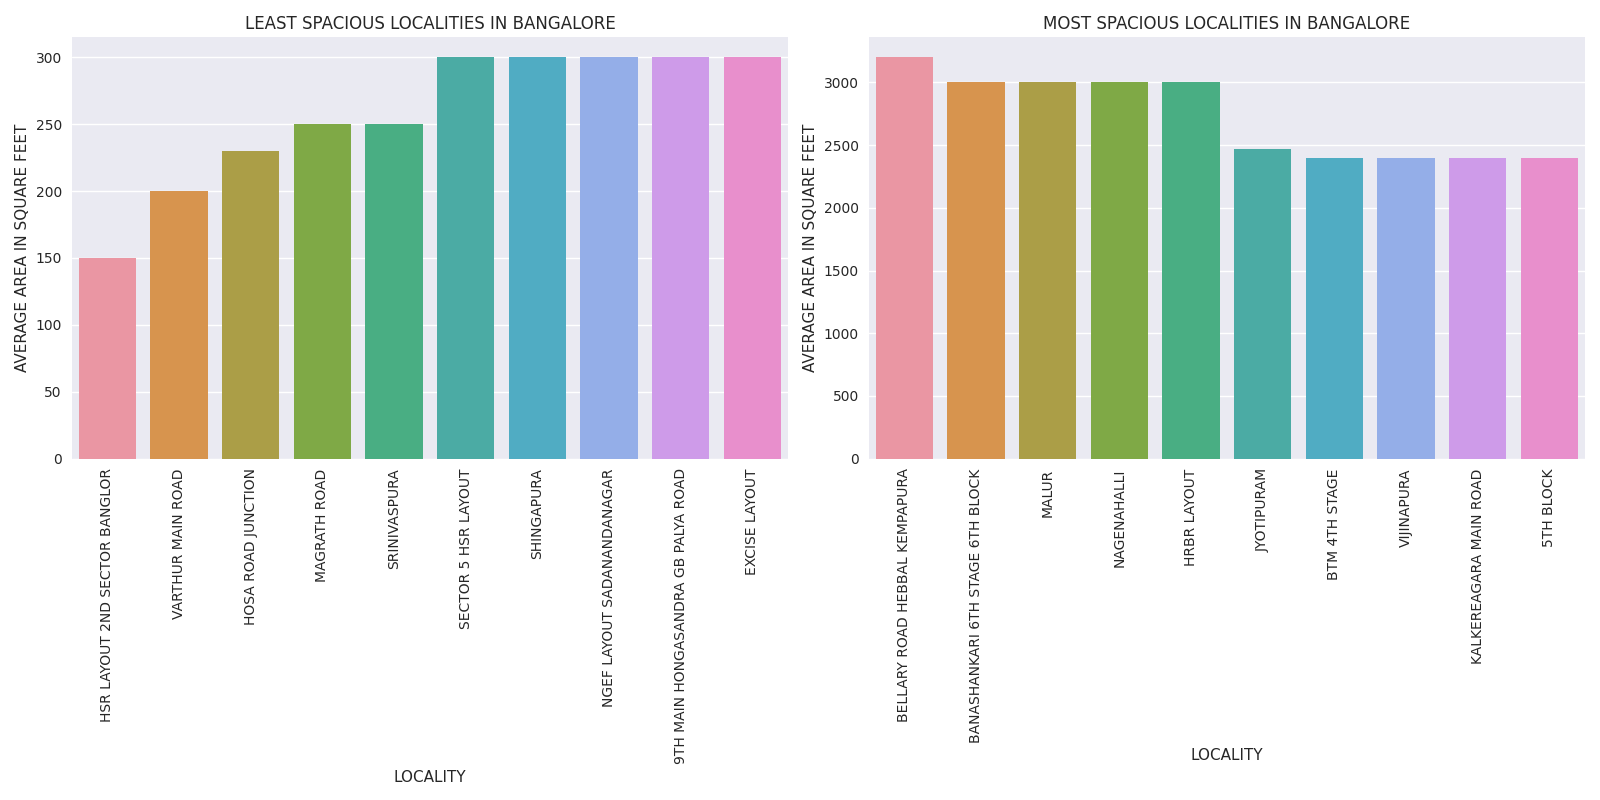 LEAST SPACIOUS LOCALITIES IN BANGALORE
AVERAGE AREA IN SQUARE FEET
300
250
200
150
100
50
0
HSR LAYOUT 2ND SECTOR BANGLOR
VARTHUR MAIN ROAD
HOSA ROAD JUNCTION
MAGRATH ROAD
SRINIVASPURA
SECTOR 5 HSR LAYOUT
SHINGAPURA
NGEF LAYOUT SADANANDANAGAR
9TH MAIN HONGASANDRA GB PALYA ROAD
EXCISE LAYOUT
LOCALITY
MOST SPACIOUS LOCALITIES IN BANGALORE
AVERAGE AREA IN SQUARE FEET
3000
2500
2000
1500
1000
500
0
BELLARY ROAD HEBBAL KEMPAPURA
BANASHANKARI 6TH STAGE 6TH BLOCK
MALUR
NAGENAHALLI
HRBR LAYOUT
JYOTIPURAM
BTM 4TH STAGE
VIJINAPURA
KALKEREAGARA MAIN ROAD
5TH BLOCK
LOCALITY